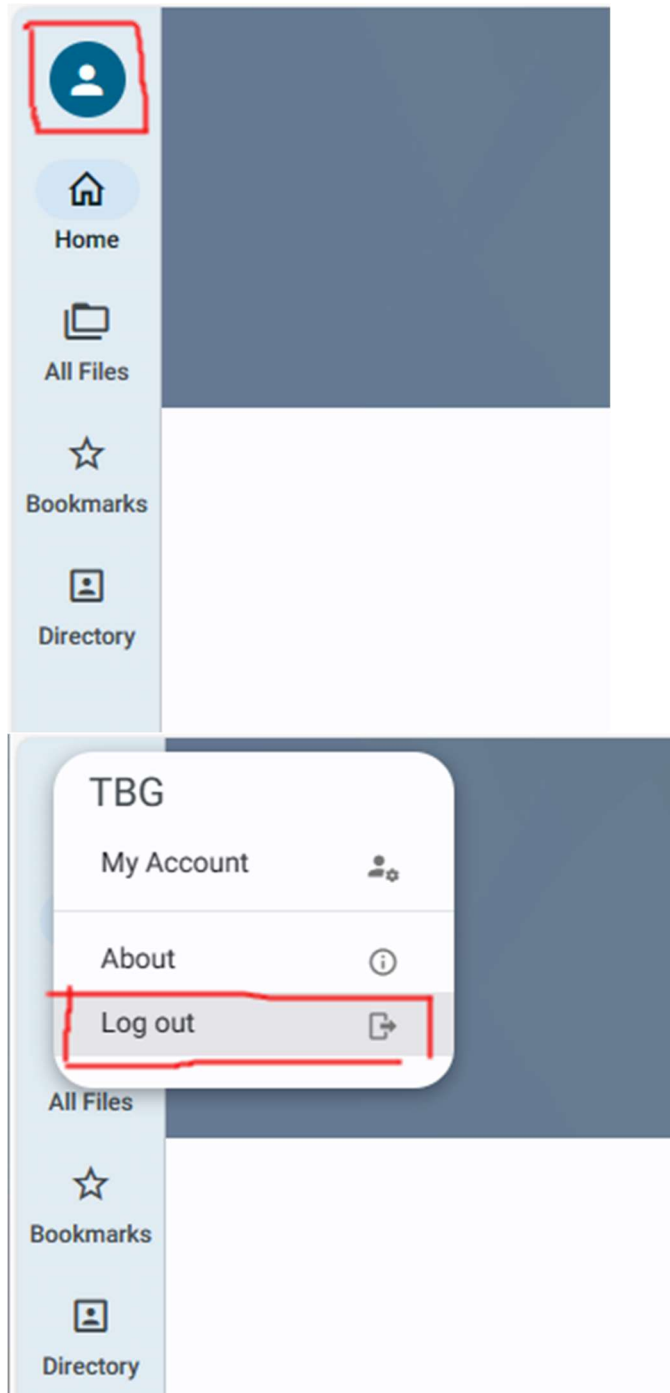 Home
All Files
Bookmarks
Directory
TBG
My Account
About
Log out
All Files
Bookmarks
Directory